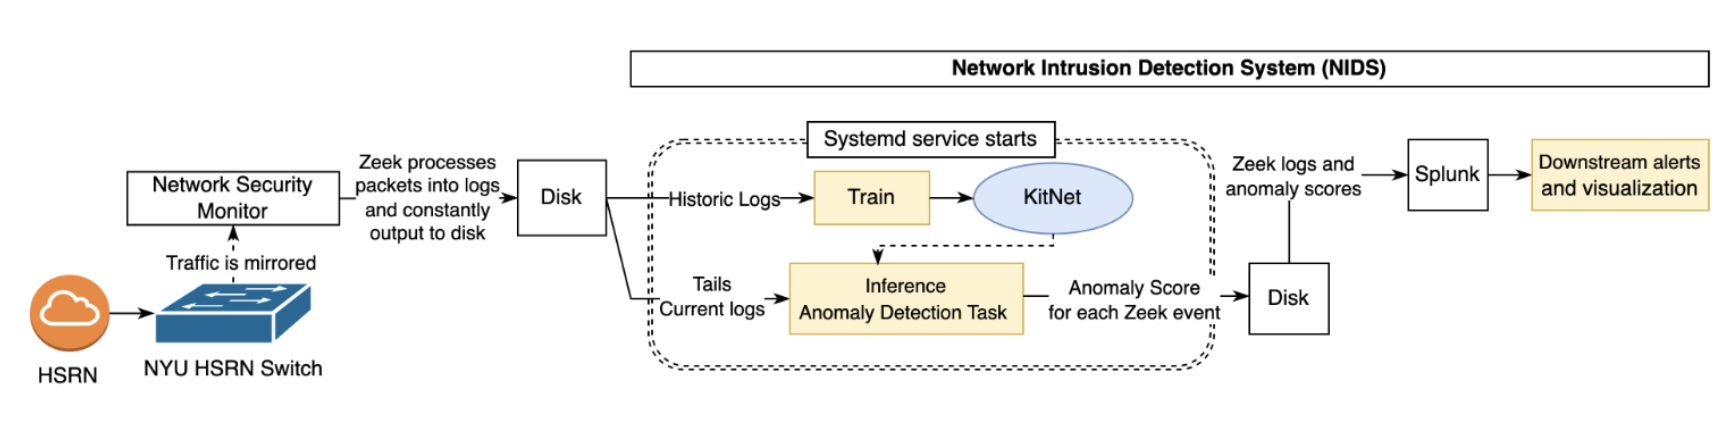 Network Intrusion Detection System (NIDS)
Systemd service starts
Network Security
Monitor
Traffic is mirrored
HSRN
NYU HSRN Switch
Zeek processes
packets into logs
and constantly
output to disk
Disk
Historic Logs
Train
KitNet
Tails
Current logs
Inference
Anomaly Detection Task
Anomaly Score
for each Zeek event
Disk
Zeek logs and
anomaly scores
Splunk
Downstream alerts
and visualization